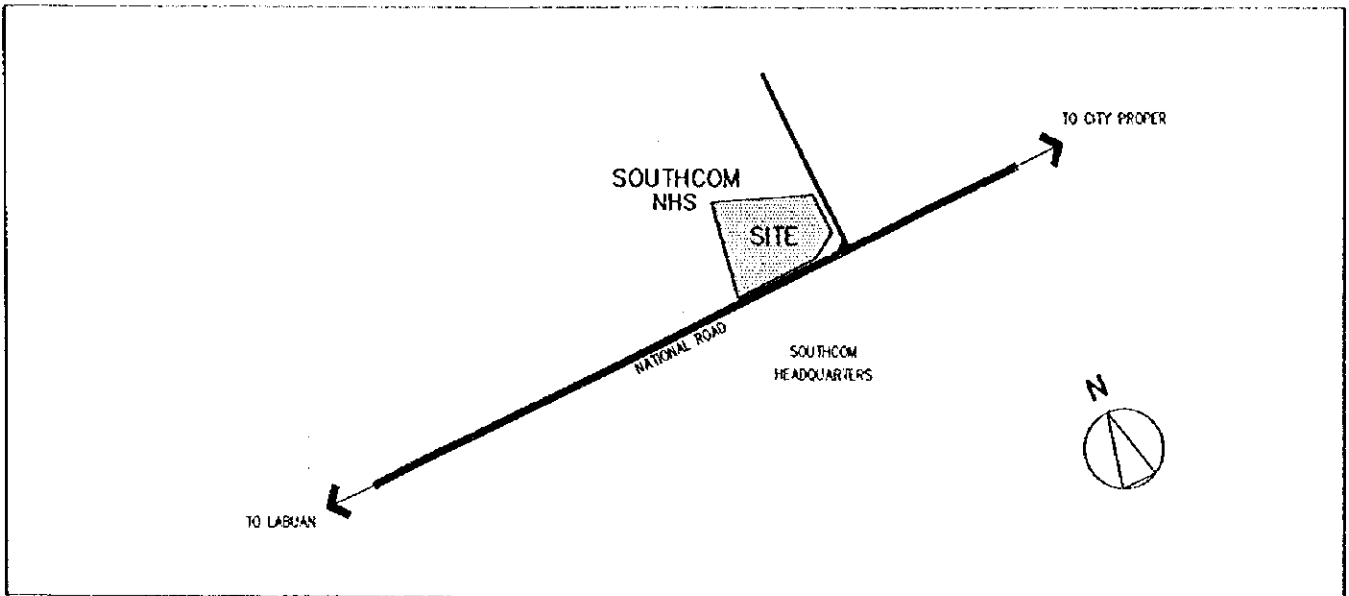 TO CITY PROPER
SOUTHCOM
NHS
SITE
NATIONAL ROAD
SOUTHCOM
HEADQUARTERS
N
TO LABUAN